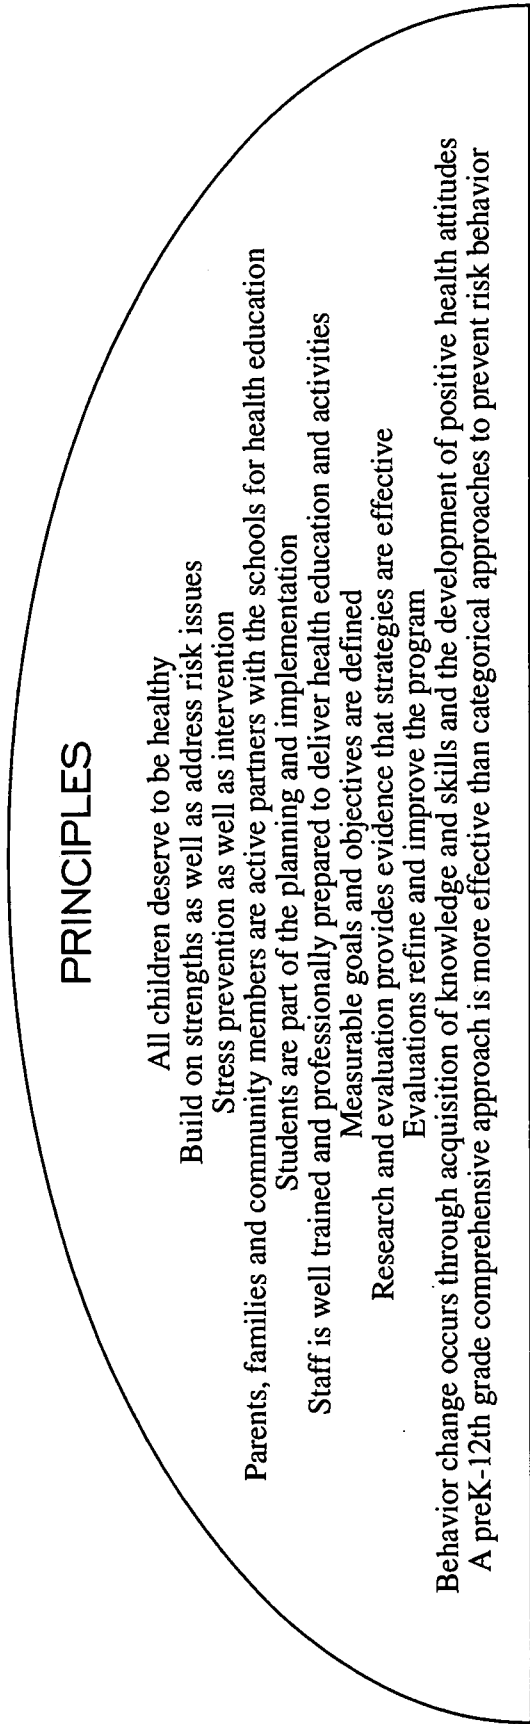 PRINCIPLES
All children deserve to be healthy
Build on strengths as well as address risk issues
Stress prevention as well as intervention
Parents, families and community members are active partners with the schools for health education
Students are part of the planning and implementation
Staff is well trained and professionally prepared to deliver health education and activities
Measurable goals and objectives are defined
Research and evaluation provides evidence that strategies are effective
Evaluations refine and improve the program
Behavior change occurs through acquisition of knowledge and skills and the development of positive health attitudes
A preK-12th grade comprehensive approach is more effective than categorical approaches to prevent risk behavior